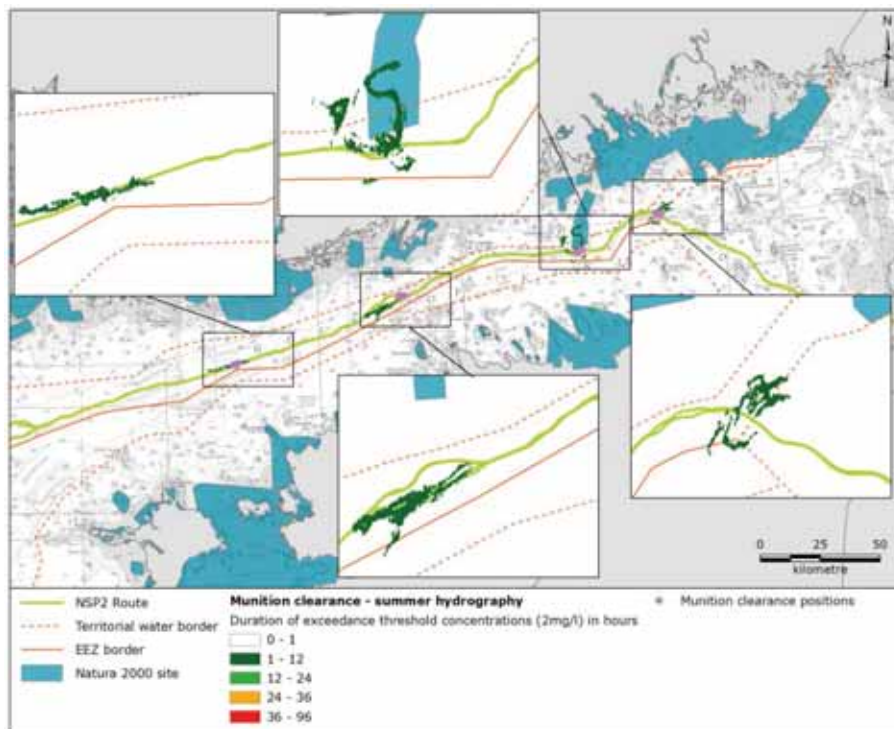 N
0 25 50
kilometre
NSP2 Route
Territorial water border
EEZ border
Natura 2000 site
Munition clearance - summer hydrography
Duration of exceedance threshold concentrations (2mg/l) in hours
0 - 1
1 - 12
12 - 24
24 - 36
36 - 96
Munition clearance positions